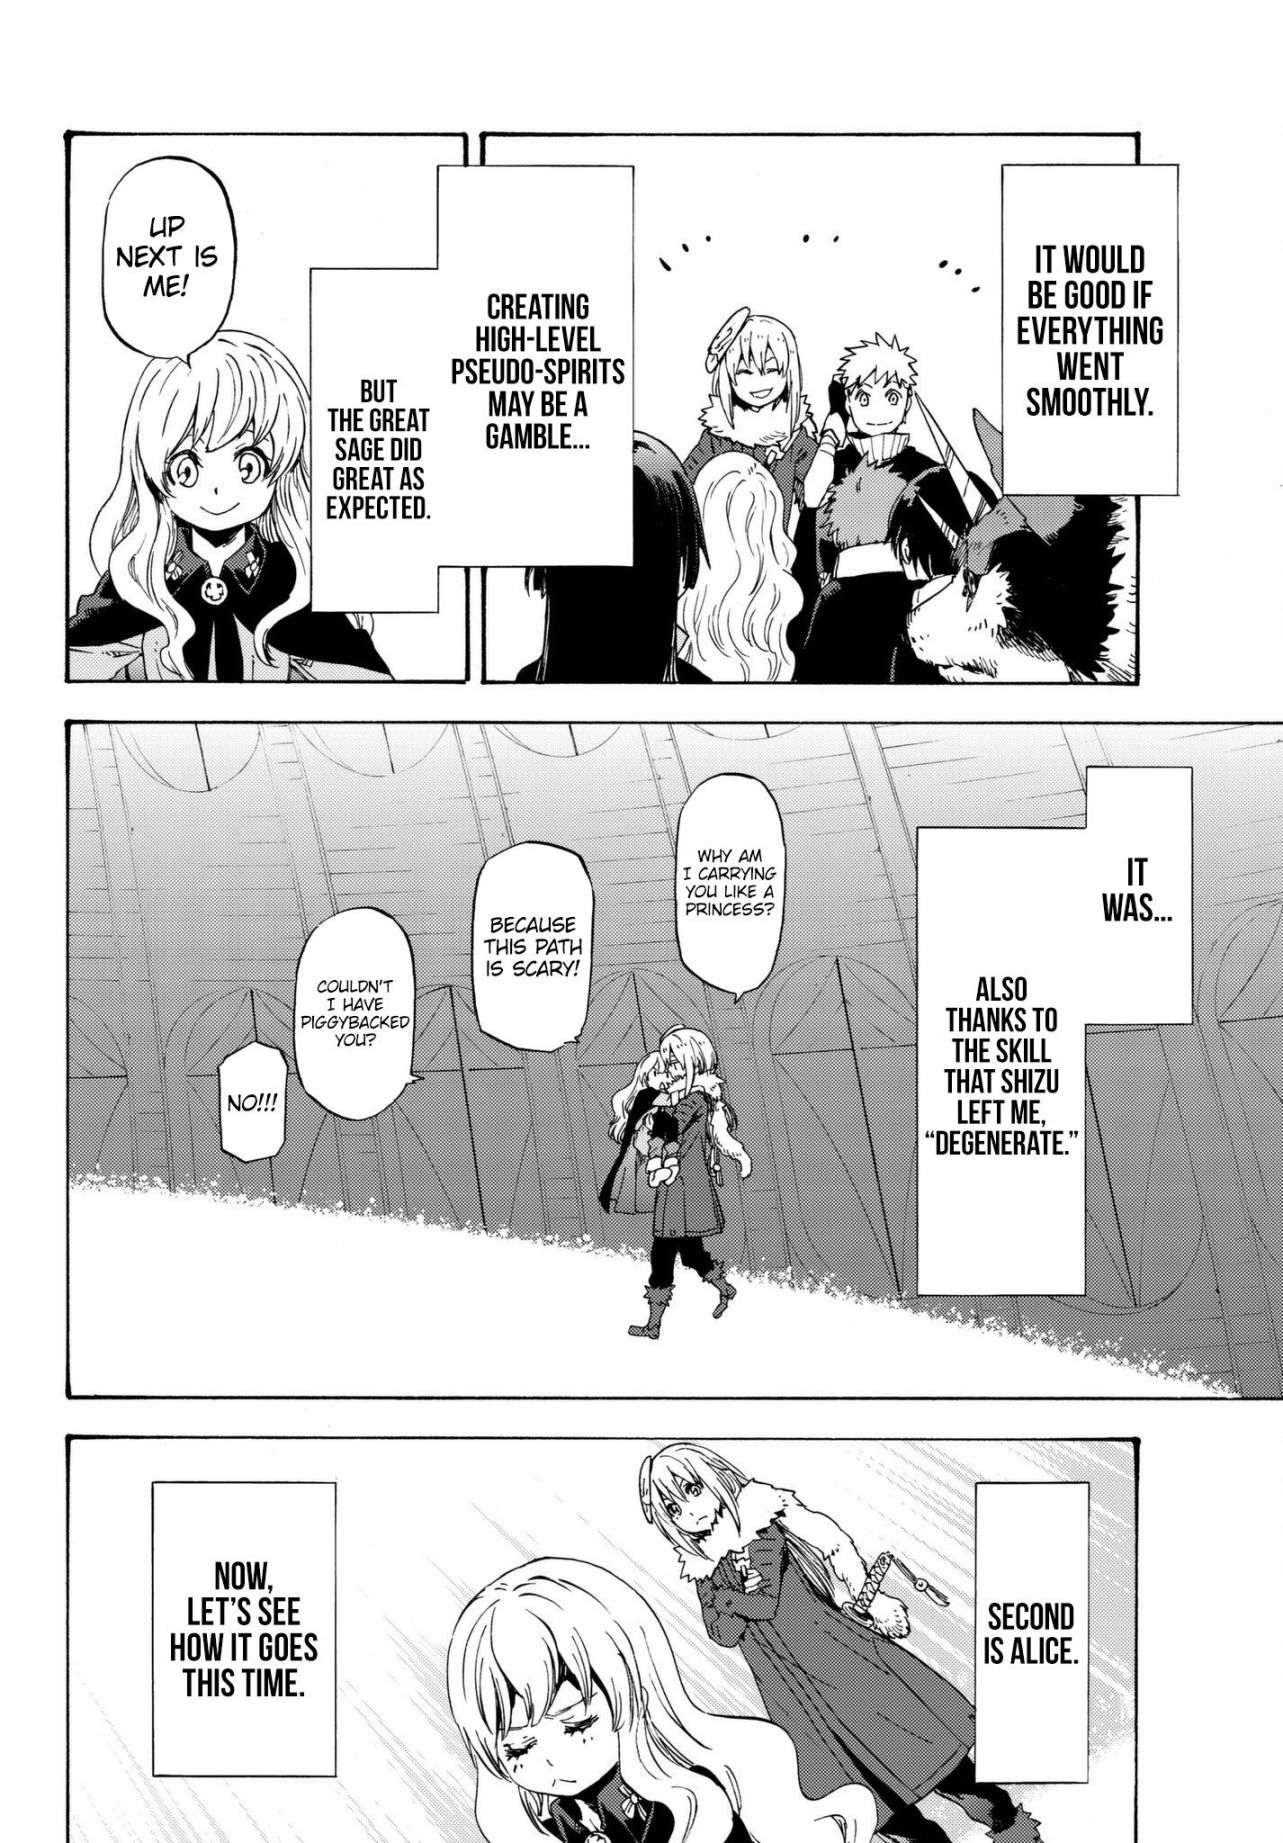 IT WOULD
BE GOOD IF
EVERYTHING
WENT
SMOOTHLY.
CREATING
HIGH-LEVEL
PSEUDO-SPIRITS
MAY BE A
GAMBLE...
BUT
THE GREAT
SAGE DID
GREAT AS
EXPECTED.
UP
NEXT IS
ME!
IT
WAS...
ALSO
THANKS TO
THE SKILL
THAT SHIZU
LEFT ME,
“DEGENERATE.”
WHY AM
I CARRYING
YOU LIKE A
PRINCESS?
BECAUSE
THIS PATH
IS SCARY!
COULDN'T
I HAVE
PIGGYBACKED
YOU?
NO!!!
SECOND
IS ALICE.
NOW,
LET'S SEE
HOW IT GOES
THIS TIME.